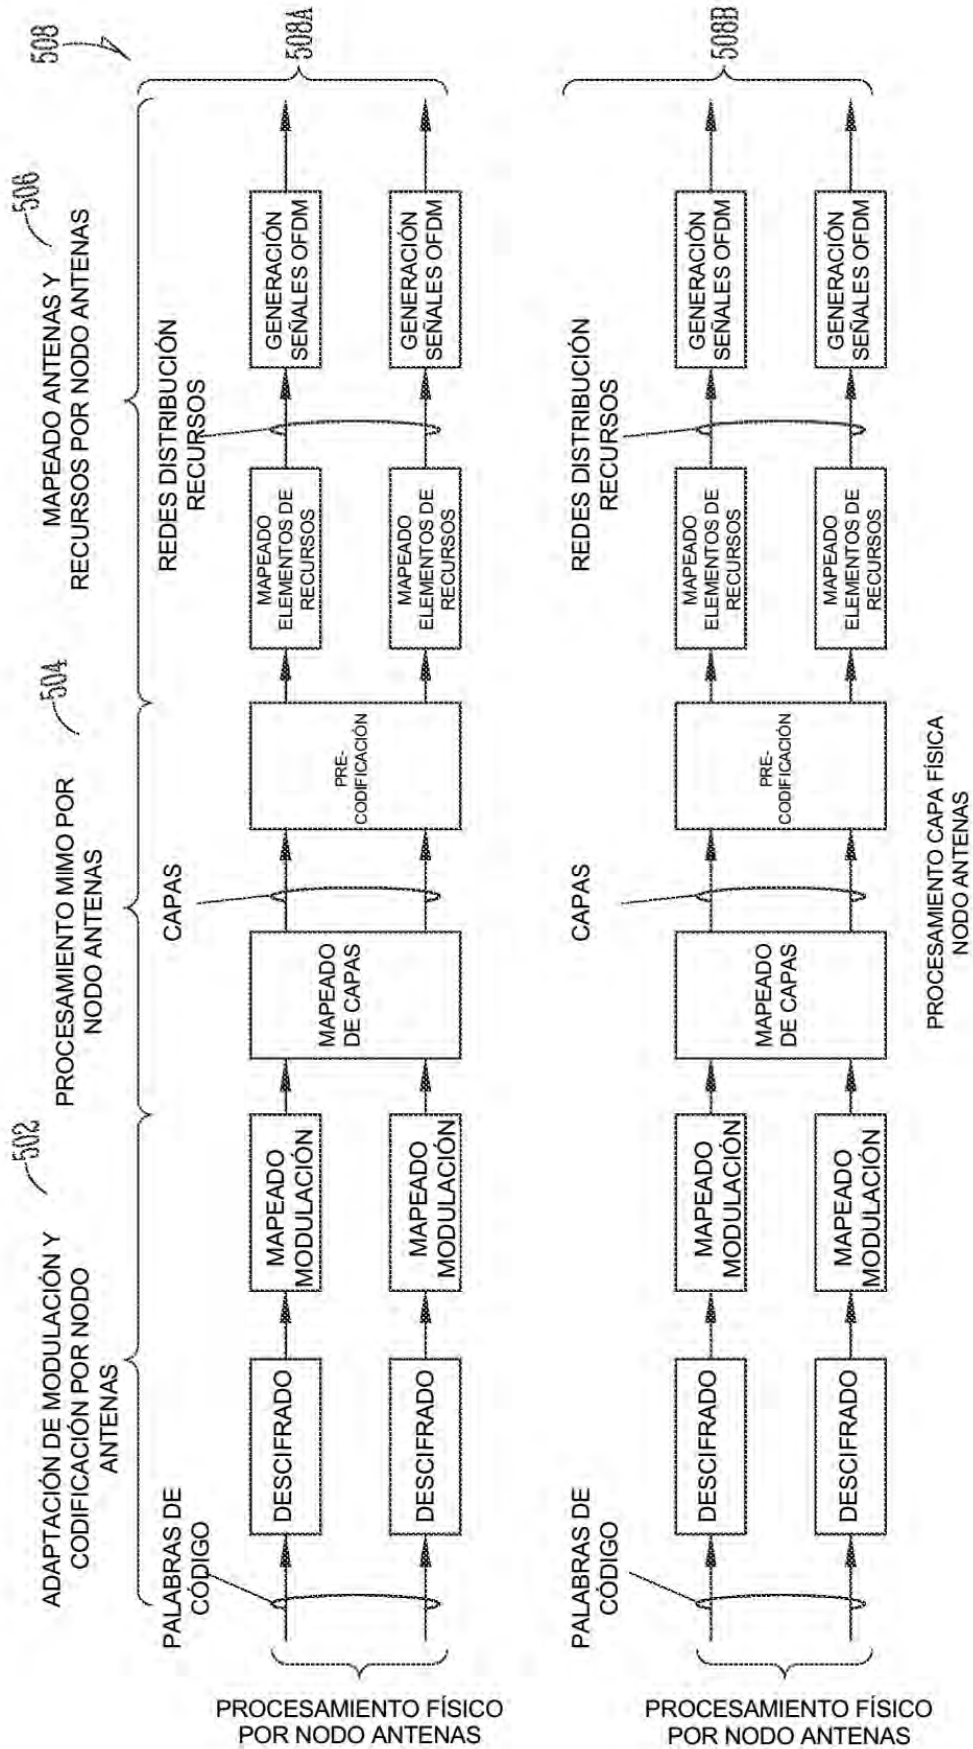 508
502
504
506
ADAPTACIÓN DE MODULACIÓN Y
CODIFICACIÓN POR NODO
ANTENAS
PROCESAMIENTO MIMO POR
NODO ANTENAS
MAPEADO ANTENAS Y
RECURSOS POR NODO ANTENAS
PALABRAS DE
CÓDIGO
CAPAS
REDES DISTRIBUCIÓN
RECURSOS
508A
DESCIFRADO
MAPEADO
MODULACIÓN
MAPEADO
DE CAPAS
PRE-
CODIFICACIÓN
MAPEADO
ELEMENTOS DE
RECURSOS
GENERACIÓN
SEÑALES OFDM
DESCIFRADO
MAPEADO
MODULACIÓN
MAPEADO
ELEMENTOS DE
RECURSOS
GENERACIÓN
SEÑALES OFDM
PROCESAMIENTO FÍSICO
POR NODO ANTENAS
PALABRAS DE
CÓDIGO
CAPAS
REDES DISTRIBUCIÓN
RECURSOS
508B
DESCIFRADO
MAPEADO
MODULACIÓN
MAPEADO
DE CAPAS
PRE-
CODIFICACIÓN
MAPEADO
ELEMENTOS DE
RECURSOS
GENERACIÓN
SEÑALES OFDM
DESCIFRADO
MAPEADO
MODULACIÓN
MAPEADO
ELEMENTOS DE
RECURSOS
GENERACIÓN
SEÑALES OFDM
PROCESAMIENTO FÍSICO
POR NODO ANTENAS
PROCESAMIENTO CAPA FÍSICA
NODO ANTENAS